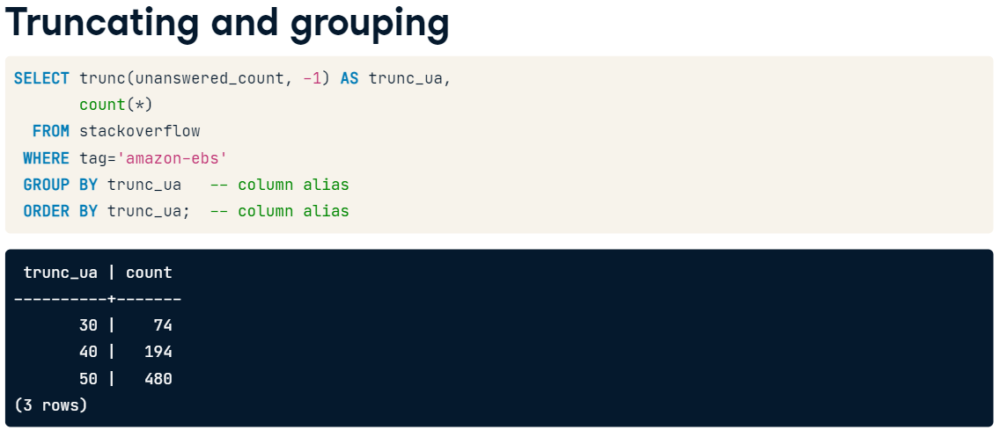 Truncating and grouping
SELECT trunc(unanswered_count, -1) AS trunc_ua,
       count(*)
  FROM stackoverflow
 WHERE tag='amazon-ebs'
 GROUP BY trunc_ua   -- column alias
 ORDER BY trunc_ua;  -- column alias
 trunc_ua | count
----------+-------
       30 |    74
       40 |   194
       50 |   480
(3 rows)